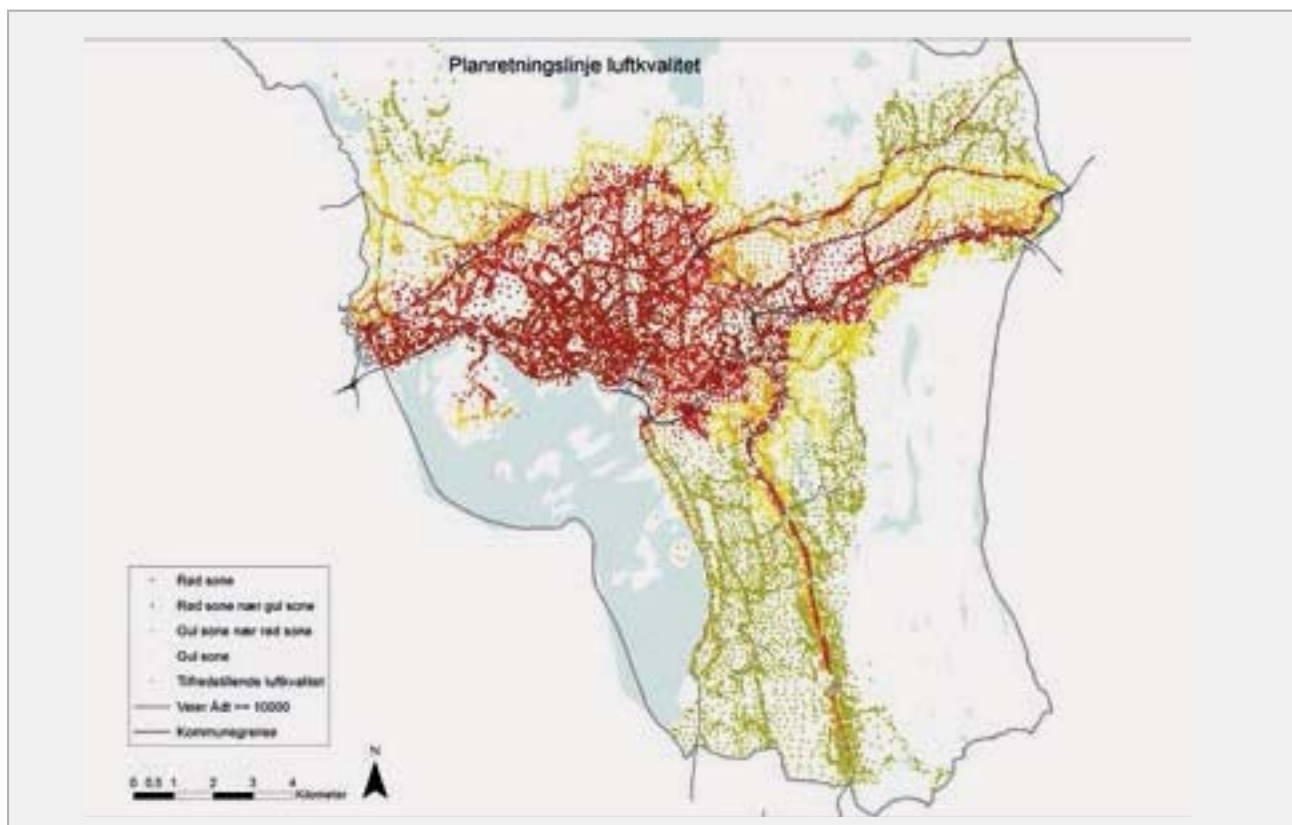 Planretningslinje luftkvalitet
Rød sone
Rød sone nær gul sone
Gul sone nær rød sone
Gul sone
Tilfredstillende luftkvalitet
Veier Ådt >= 10000
Kommunegrense
N
0 0.5 1 2 3 4
Kilometer